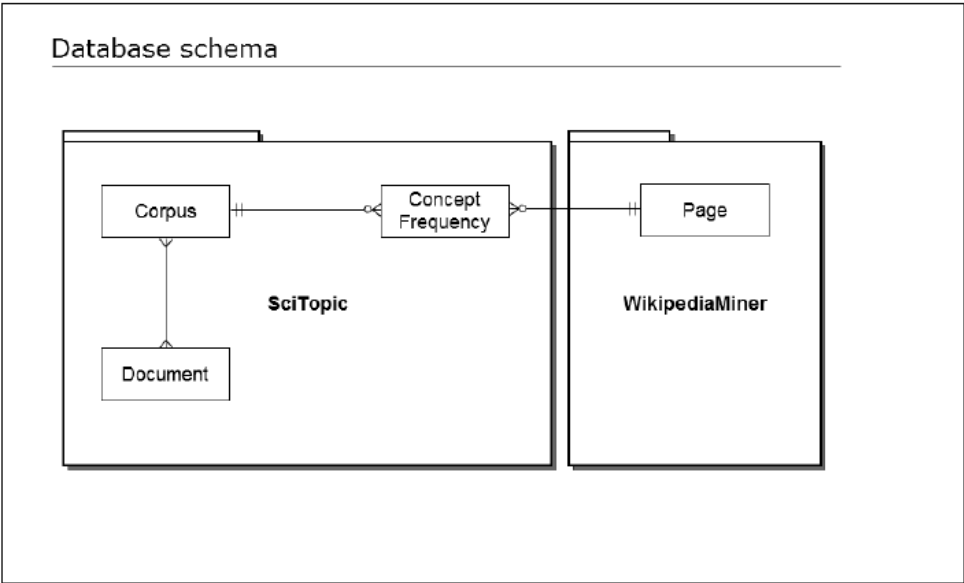 Database schema
Corpus
Concept
Frequency
Page
SciTopic
WikipediaMiner
Document